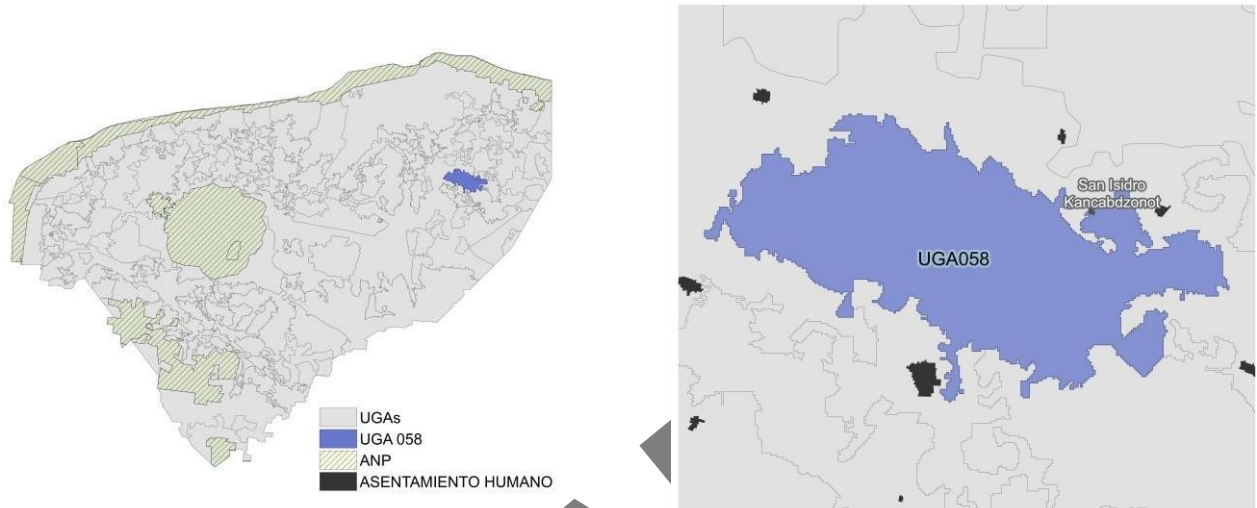 UGAs
UGA 058
ANP
ASENTAMIENTO HUMANO
San Isidro
Kancabdzonot
UGA058